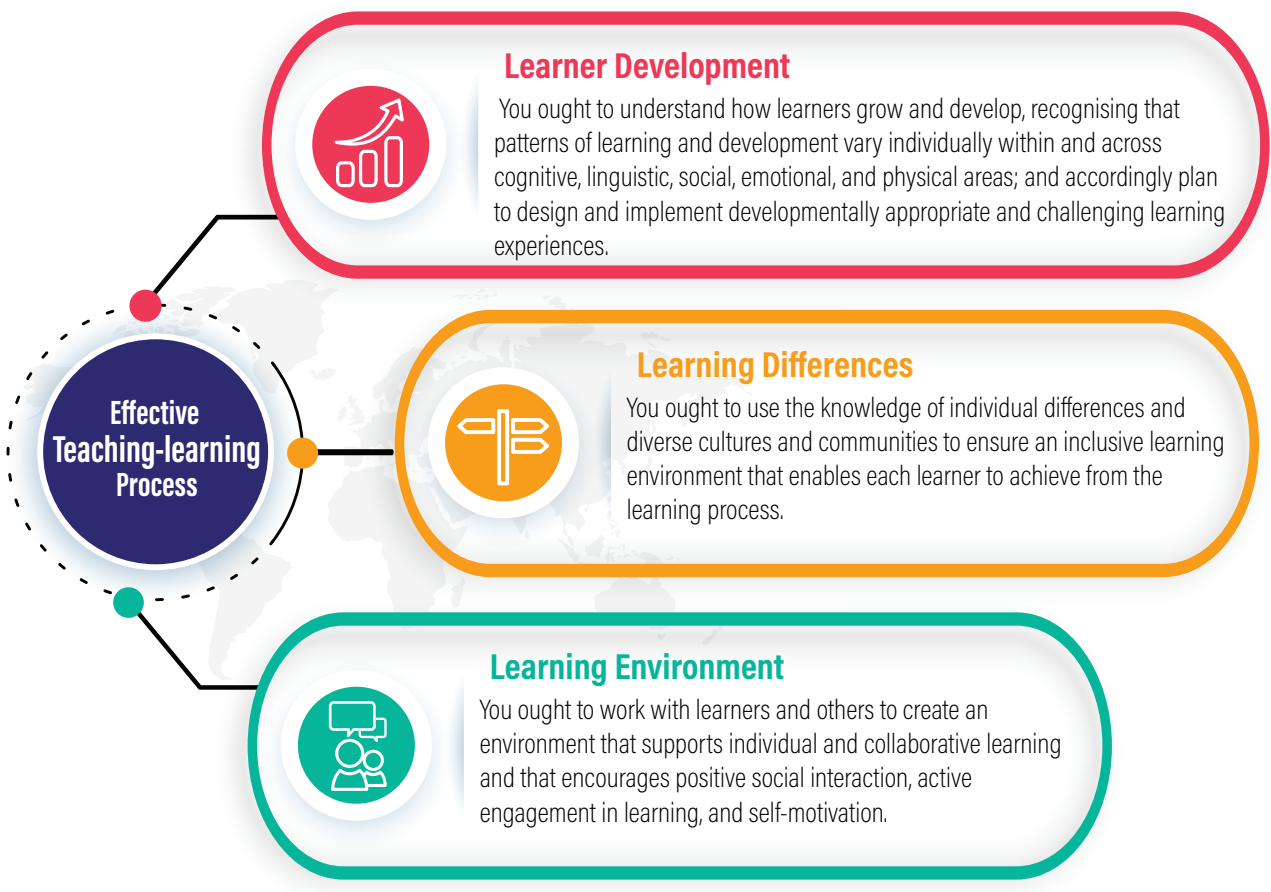 Learner Development
You ought to understand how learners grow and develop, recognising that
patterns of learning and development vary individually within and across
cognitive, linguistic, social, emotional, and physical areas; and accordingly plan
to design and implement developmentally appropriate and challenging learning
experiences.
Effective
Teaching-learning
Process
Learning Differences
You ought to use the knowledge of individual differences and
diverse cultures and communities to ensure an inclusive learning
environment that enables each learner to achieve from the
learning process.
Learning Environment
You ought to work with learners and others to create an
environment that supports individual and collaborative learning
and that encourages positive social interaction, active
engagement in learning, and self-motivation.